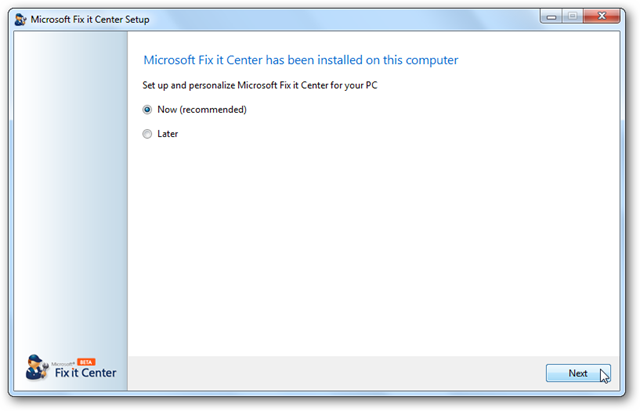 Microsoft Fix it Center Setup
Microsoft Fix it Center has been installed on this computer
Set up and personalize Microsoft Fix it Center for your PC
Now (recommended)
Later
Microsoft® BETA
Fix it Center
Next